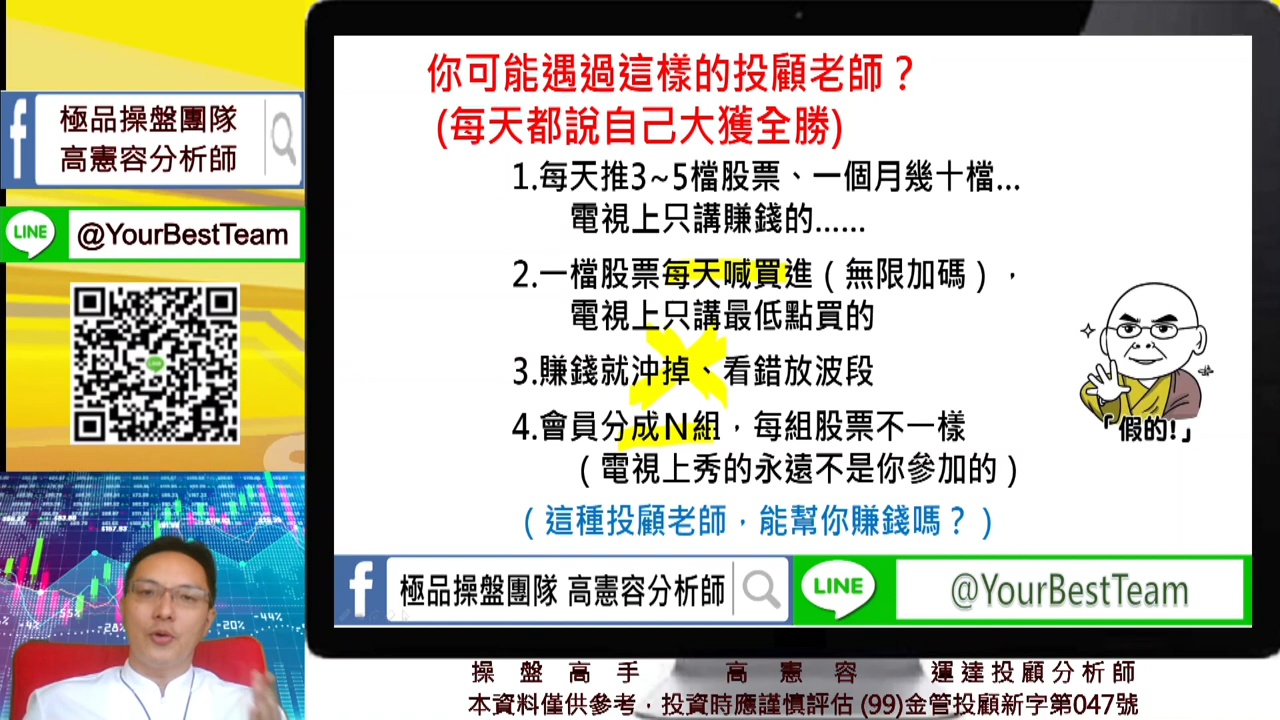 極品操盤團隊
高憲容分析師
LINE
@YourBestTeam
你可能遇過這樣的投顧老師？
(每天都說自己大獲全勝)
1.每天推3~5檔股票、一個月幾十檔...
電視上只講賺錢的......
2.一檔股票每天喊買進（無限加碼），
電視上只講最低點買的
3.賺錢就沖掉、看錯放波段
4.會員分成N組，每組股票不一樣
（電視上秀的永遠不是你參加的）
（這種投顧老師，能幫你賺錢嗎？）
「假的!」
極品操盤團隊 高憲容分析師
LINE
@YourBestTeam
-28%
-20%
-44%
操盤高手 高憲容 運達投顧分析師
本資料僅供參考，投資時應謹慎評估 (99)金管投顧新字第047號